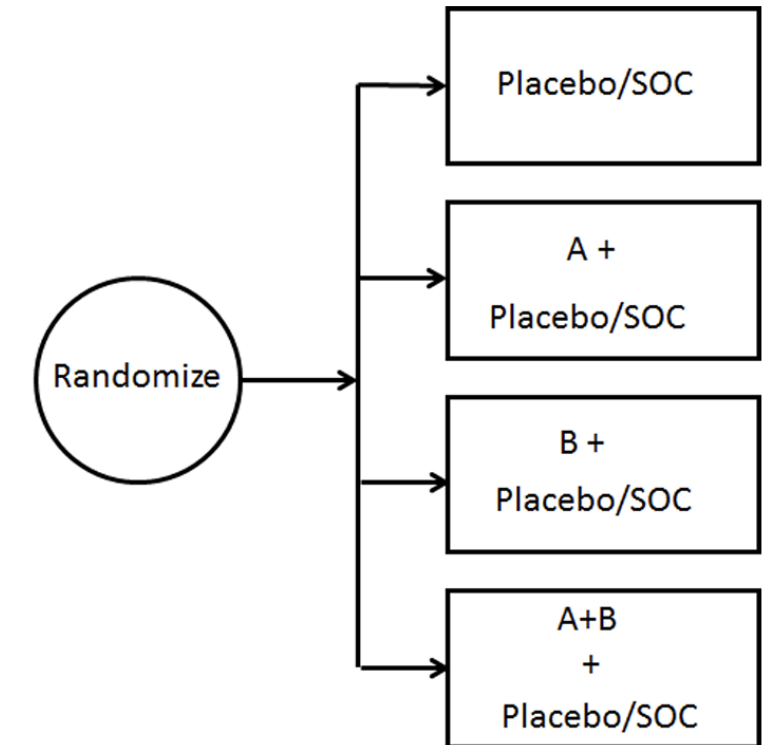 Placebo/SOC
A +
Placebo/SOC
Randomize
B +
Placebo/SOC
A+B
+
Placebo/SOC